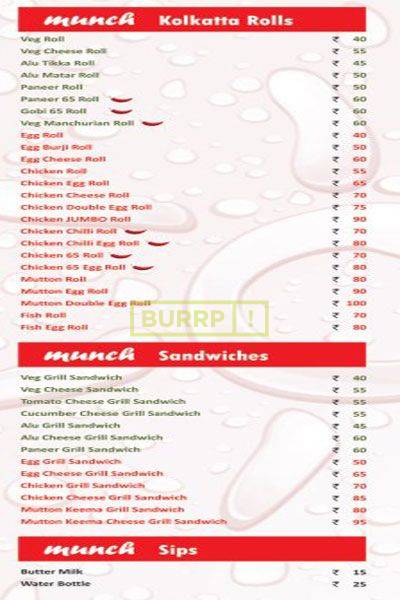 munch Kolkatta Rolls
Veg Roll ₹ 40
Veg Cheese Roll ₹ 55
Alu Tikka Roll ₹ 45
Alu Matar Roll ₹ 50
Paneer Roll ₹ 50
Paneer 65 Roll ₹ 60
Gobi 65 Roll ₹ 60
Veg Manchurian Roll ₹ 60
Egg Roll ₹ 40
Egg Burji Roll ₹ 50
Egg Cheese Roll ₹ 60
Chicken Roll ₹ 55
Chicken Egg Roll ₹ 65
Chicken Cheese Roll ₹ 70
Chicken Double Egg Roll ₹ 75
Chicken JUMBO Roll ₹ 90
Chicken Chilli Roll ₹ 70
Chicken Chilli Egg Roll ₹ 80
Chicken 65 Roll ₹ 70
Chicken 65 Egg Roll ₹ 80
Mutton Roll ₹ 80
Mutton Egg Roll ₹ 90
Mutton Double Egg Roll ₹ 100
BURRP!
Fish Roll ₹ 70
Fish Egg Roll ₹ 80
munch Sandwiches
Veg Grill Sandwich ₹ 40
Veg Cheese Sandwich ₹ 55
Tomato Cheese Grill Sandwich ₹ 55
Cucumber Cheese Grill Sandwich ₹ 55
Alu Grill Sandwich ₹ 45
Alu Cheese Grill Sandwich ₹ 60
Paneer Grill Sandwich ₹ 60
Egg Grill Sandwich ₹ 50
Egg Cheese Grill Sandwich ₹ 65
Chicken Grill Sandwich ₹ 70
Chicken Cheese Grill Sandwich ₹ 85
Mutton Keema Grill Sandwich ₹ 80
Mutton Keema Cheese Grill Sandwich ₹ 95
munch Sips
Butter Milk ₹ 15
Water Bottle ₹ 25